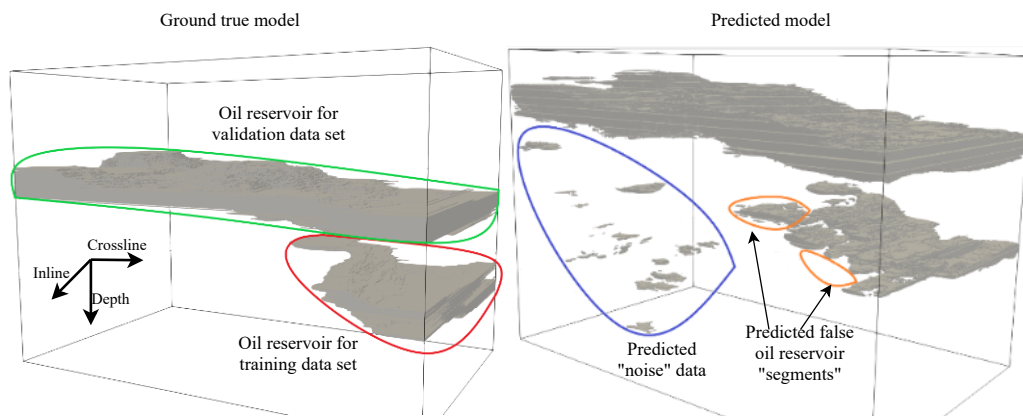 Ground true model
Oil reservoir for
validation data set
Crossline
Inline
Depth
Oil reservoir for
training data set
Predicted model
Predicted
"noise" data
Predicted false
oil reservoir
"segments"